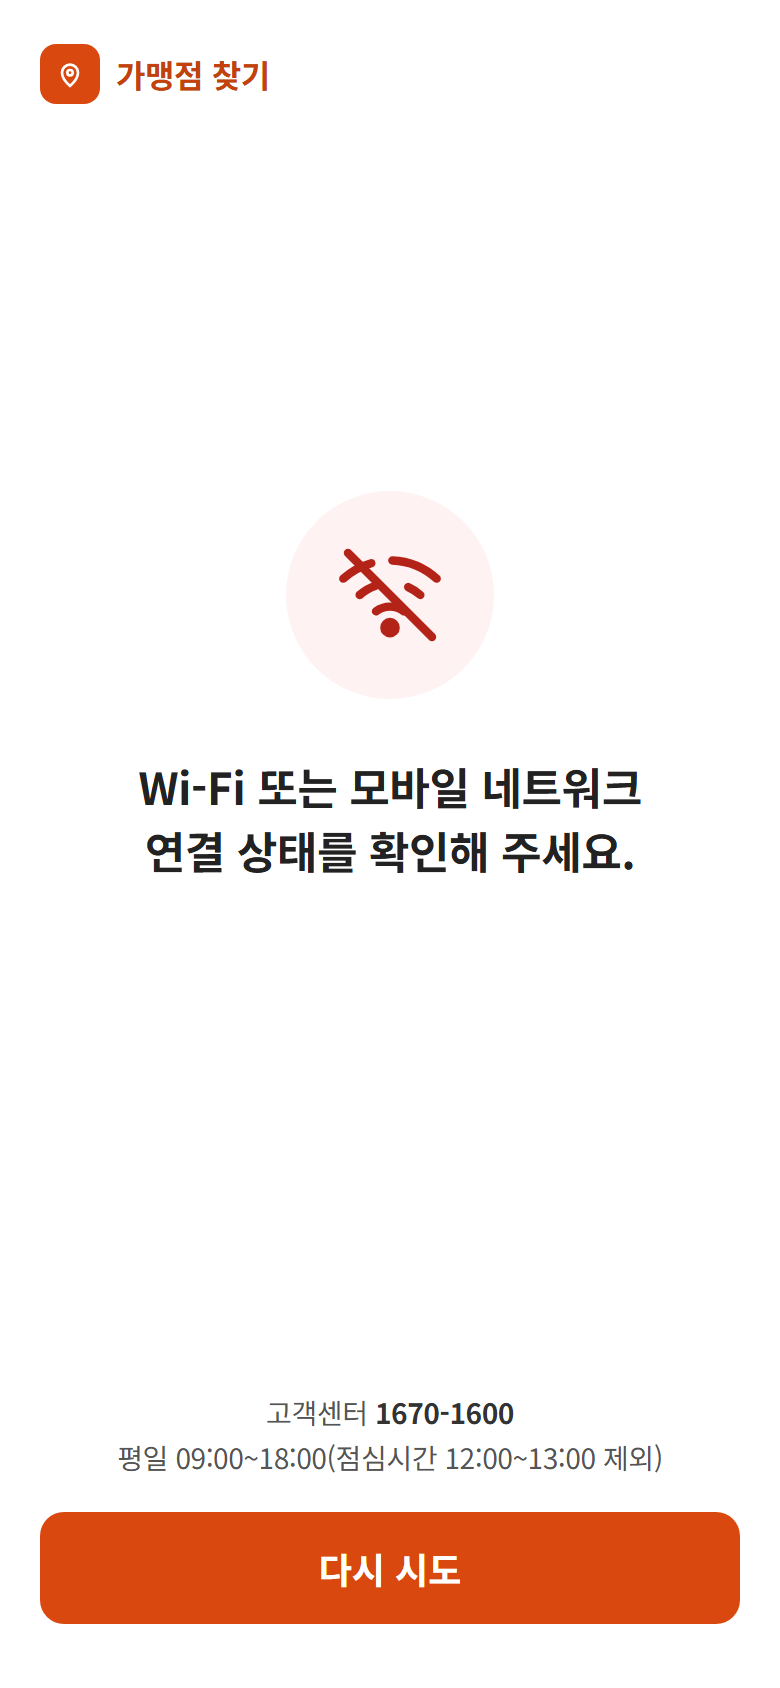 가맹점 찾기
Wi-Fi 또는 모바일 네트워크
연결 상태를 확인해 주세요.
고객센터 1670-1600
평일 09:00~18:00(점심시간 12:00~13:00 제외)
다시 시도